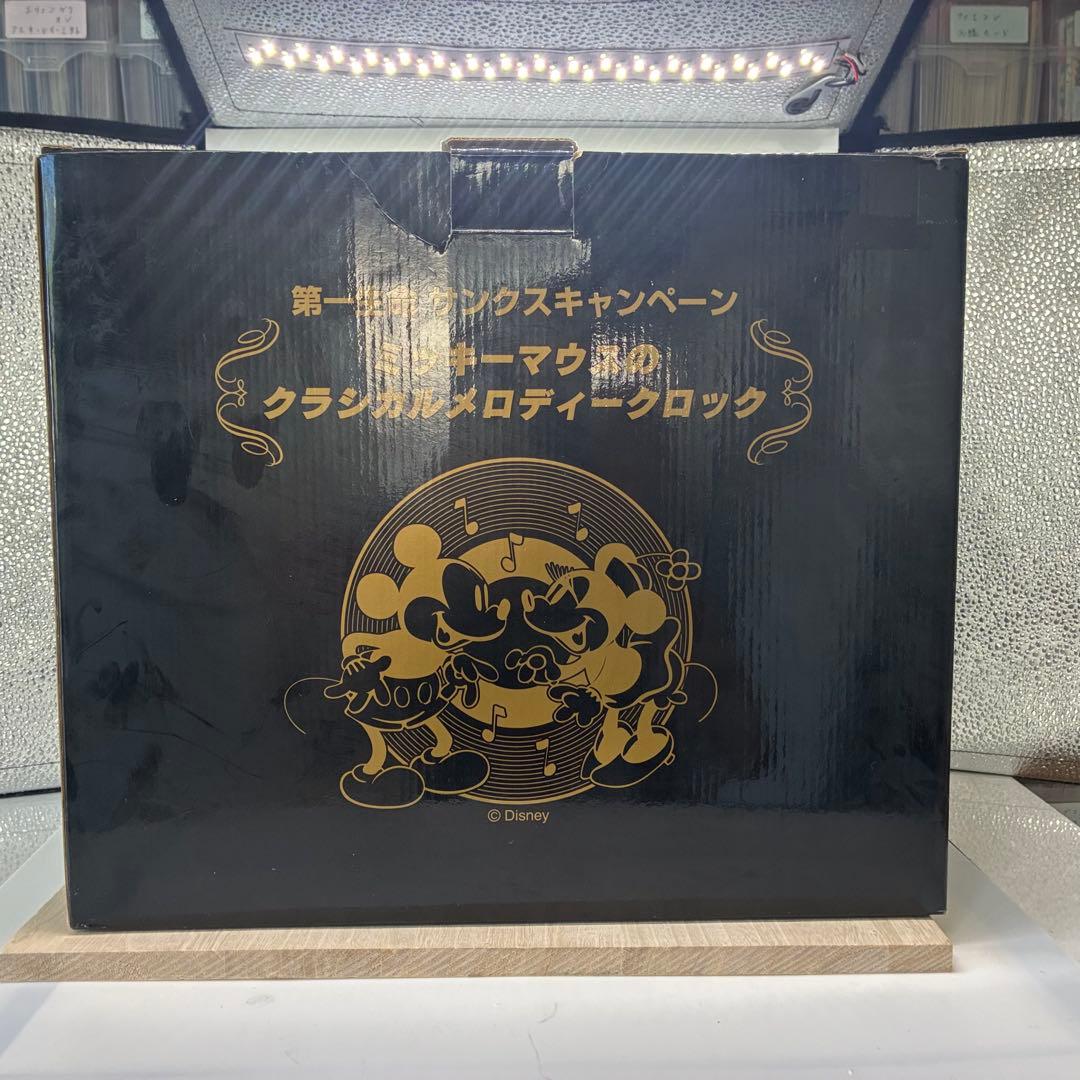 第一生命 サンクスキャンペーン
ミッキーマウスの
クラシカルメロディークロック
© Disney